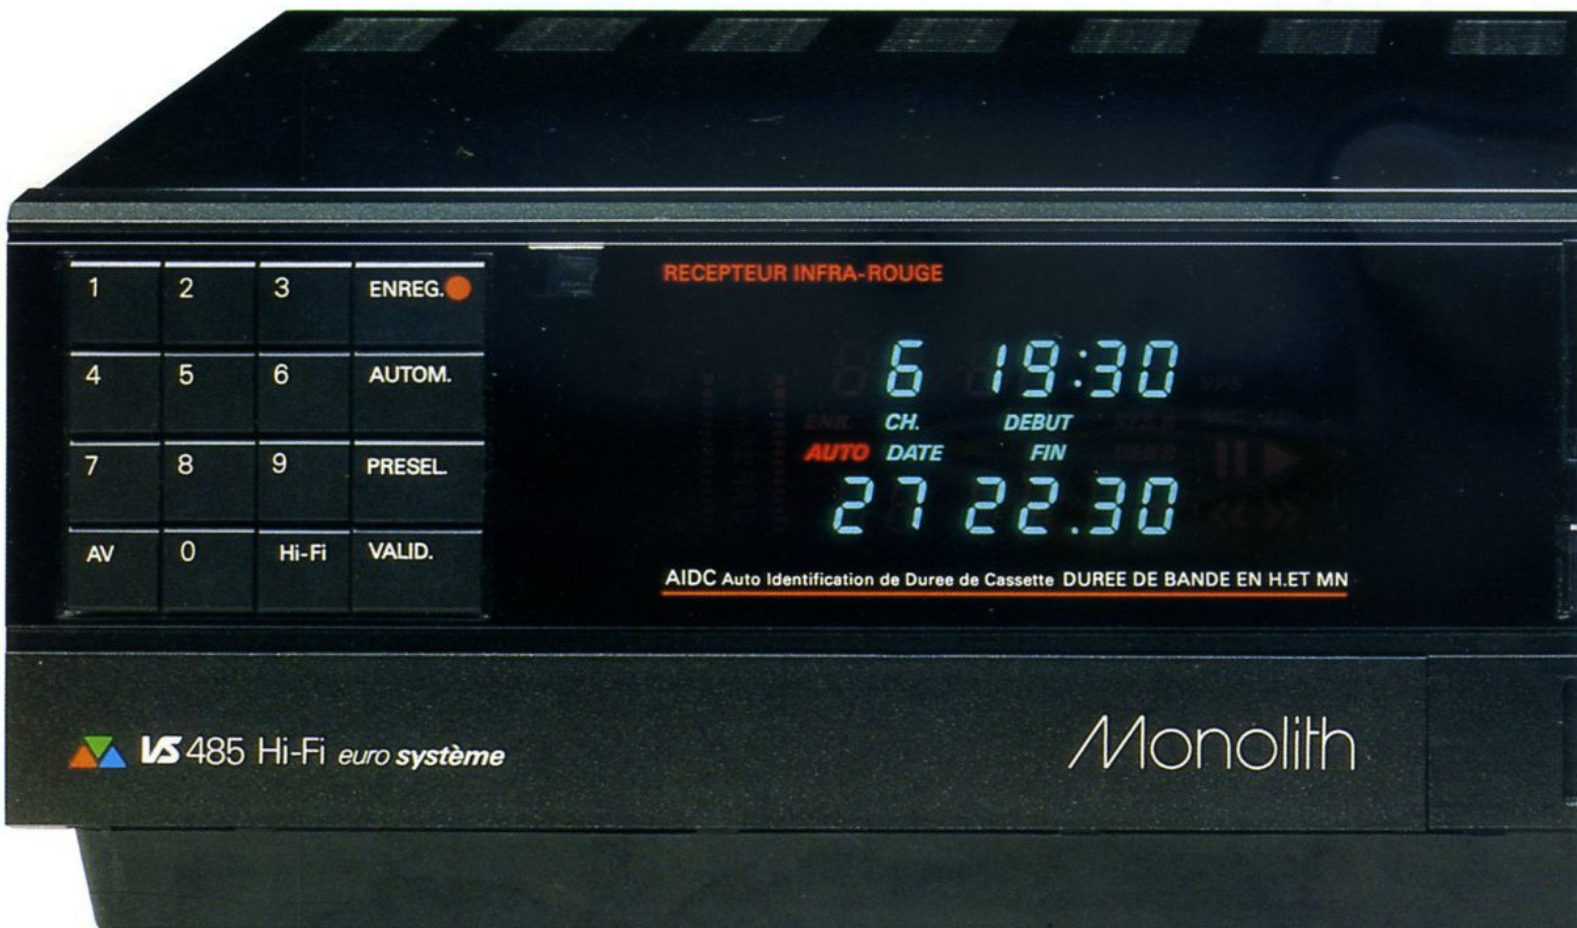 1 2 3 ENREG.
4 5 6 AUTOM.
7 8 9 PRESEL.
AV 0 Hi-Fi VALID.
RECEPTEUR INFRA-ROUGE
6 19:30
ENR CH. DEBUT
AUTO DATE FIN
27 22.30
AIDC Auto Identification de Duree de Cassette DUREE DE BANDE EN H.ET MN
VS 485 Hi-Fi euro système
Monolith